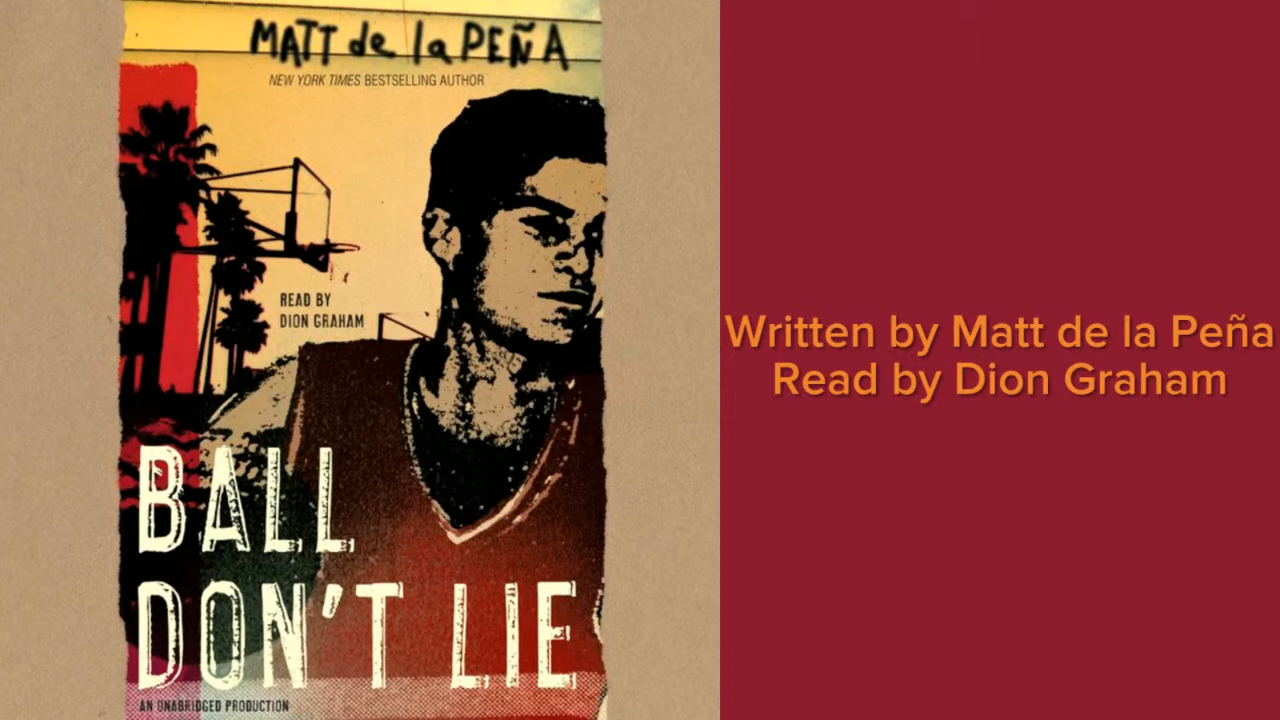 MATT de la PEÑA
NEW YORK TIMES BESTSELLING AUTHOR
READ BY
DION GRAHAM
BALL
DON'T LIE
AN UNABRIDGED PRODUCTION
Written by Matt de la Peña
Read by Dion Graham